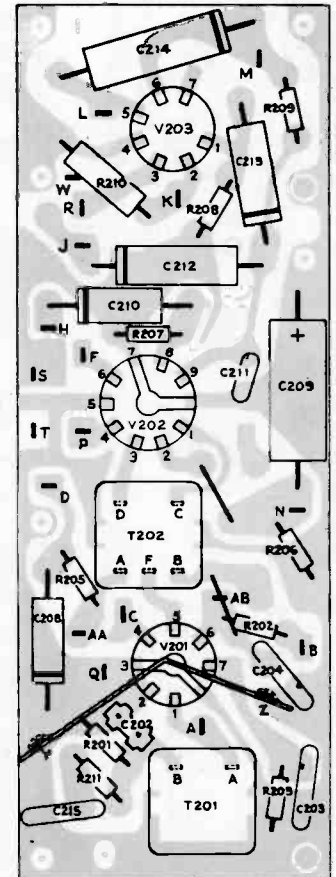 C214
M
6 7
L
5
V203
R209
4 1
3 2
C213
R210
W
R
K
R208
J
C212
C210
H
R207
F
7 8
S
6 9
C211
+
C209
5
T
P
4 V202 1
3 2
D
N
D C
T202
R206
A F B
R205
AB
C208
C
5
4 6
V201
R202
AA
B
3 7
C204
Q
2
1
Z
A
Y
R201
C202
R211
B A
T201
R203
C203
C215